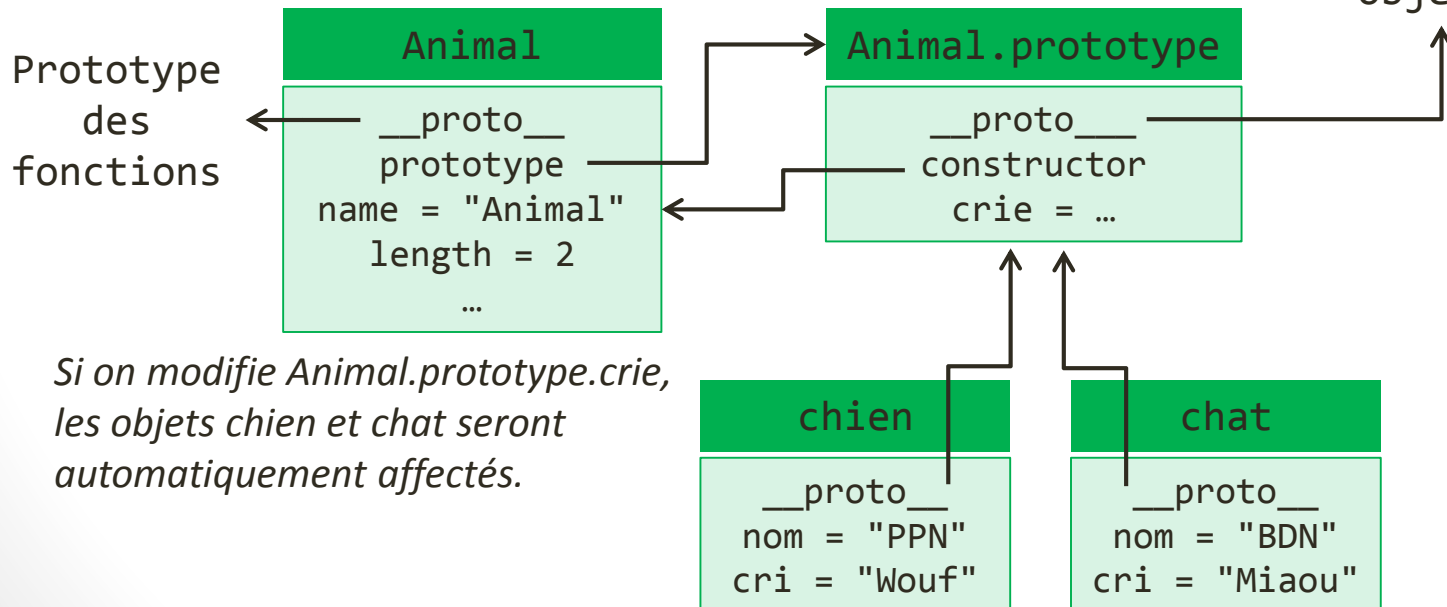 obje
Prototype
des
fonctions
Animal
__proto__
prototype
name = "Animal"
length = 2
…
Animal.prototype
__proto___
constructor
crie = …
Si on modifie Animal.prototype.crie,
les objets chien et chat seront
automatiquement affectés.
chien
__proto__
nom = "PPN"
cri = "Wouf"
chat
__proto__
nom = "BDN"
cri = "Miaou"